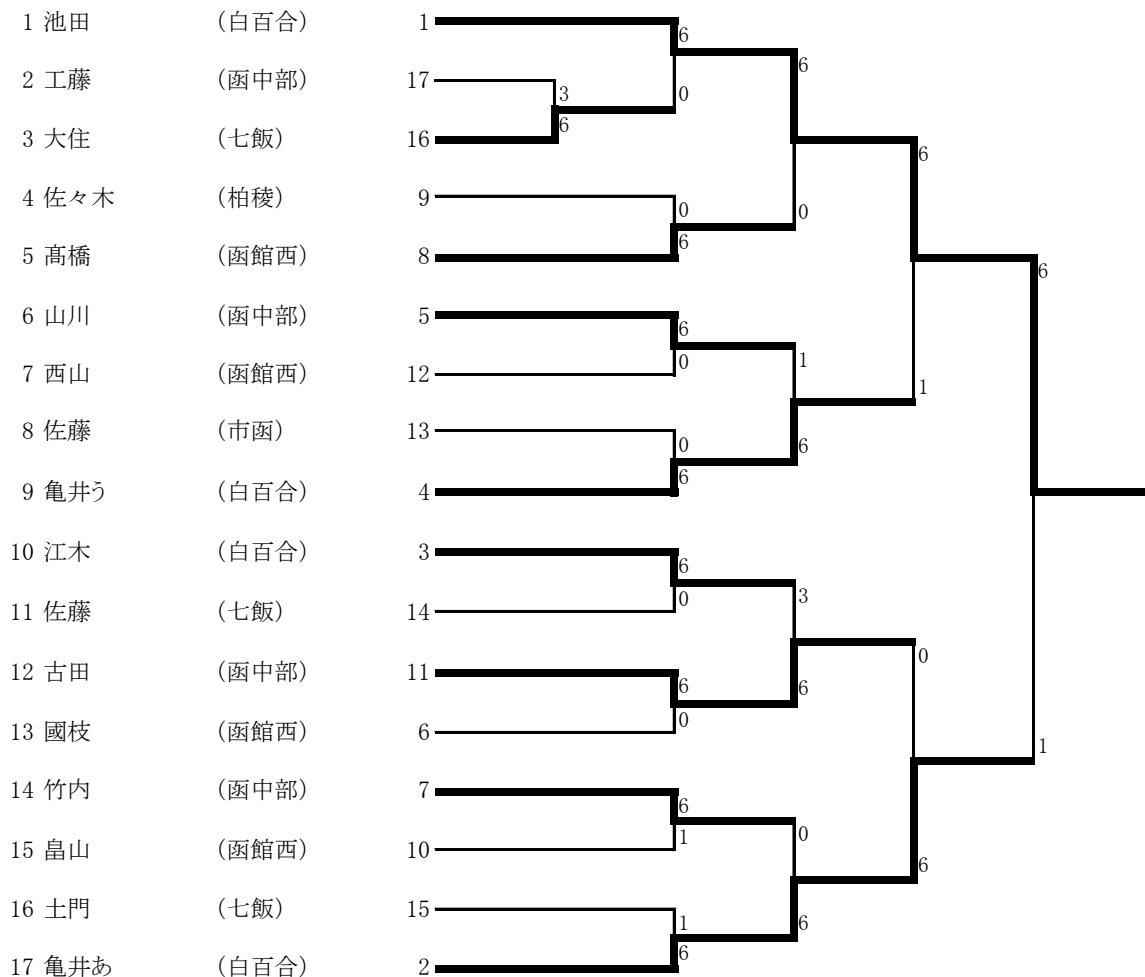 1 池田 (白百合) 1
6
6
2 工藤 (函中部) 17
3
0
6
3 大住 (七飯) 16
6
4 佐々木 (柏稜) 9
0
0
6
5 髙橋 (函館西) 8
6
6 山川 (函中部) 5
6
0
1
7 西山 (函館西) 12
1
8 佐藤 (市函) 13
0
6
6
9 亀井う (白百合) 4
10 江木 (白百合) 3
6
0
3
11 佐藤 (七飯) 14
0
12 古田 (函中部) 11
6
6
0
13 國枝 (函館西) 6
1
14 竹内 (函中部) 7
6
1
0
15 畠山 (函館西) 10
6
16 土門 (七飯) 15
1
6
6
17 亀井あ (白百合) 2